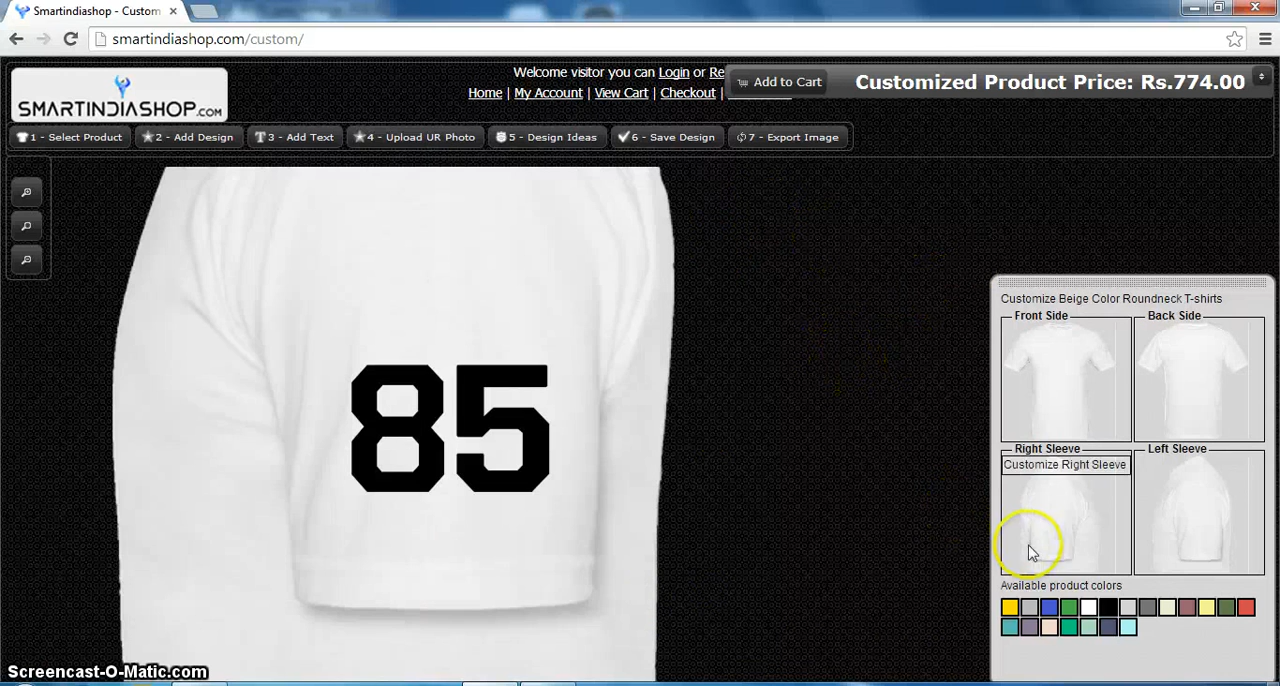 Smartindiashop - Custom
smartindiashop.com/custom/
SMARTINDIASHOP.COM
Welcome visitor you can Login or Re
Home | My Account | View Cart | Checkout |
Add to Cart
Customized Product Price: Rs.774.00
1 - Select Product
2 - Add Design
3 - Add Text
4 - Upload UR Photo
5 - Design Ideas
6 - Save Design
7 - Export Image
85
Customize Beige Color Roundneck T-shirts
Front Side
Back Side
Right Sleeve
Left Sleeve
Customize Right Sleeve
Available product colors
Screencast-O-Matic.com